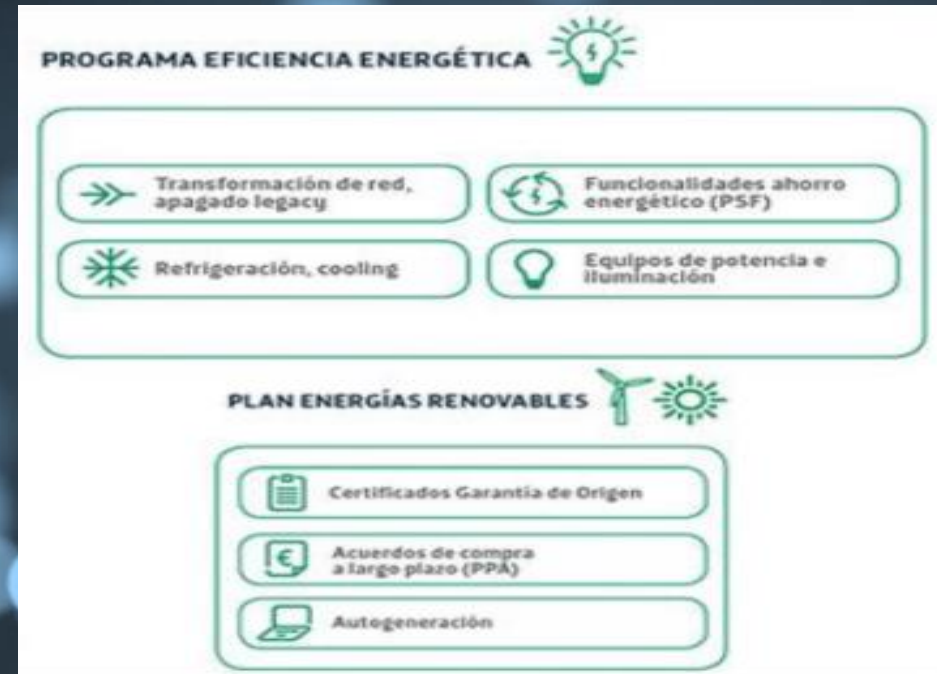 PROGRAMA EFICIENCIA ENERGÉTICA
Transformación de red,
apagado legacy
Funcionalidades ahorro
energético (PSF)
Refrigeración, cooling
Equipos de potencia e
iluminación
PLAN ENERGÍAS RENOVABLES
Certificados Garantía de Origen
€
Acuerdos de compra
a largo plazo (PPA)
Autogeneración